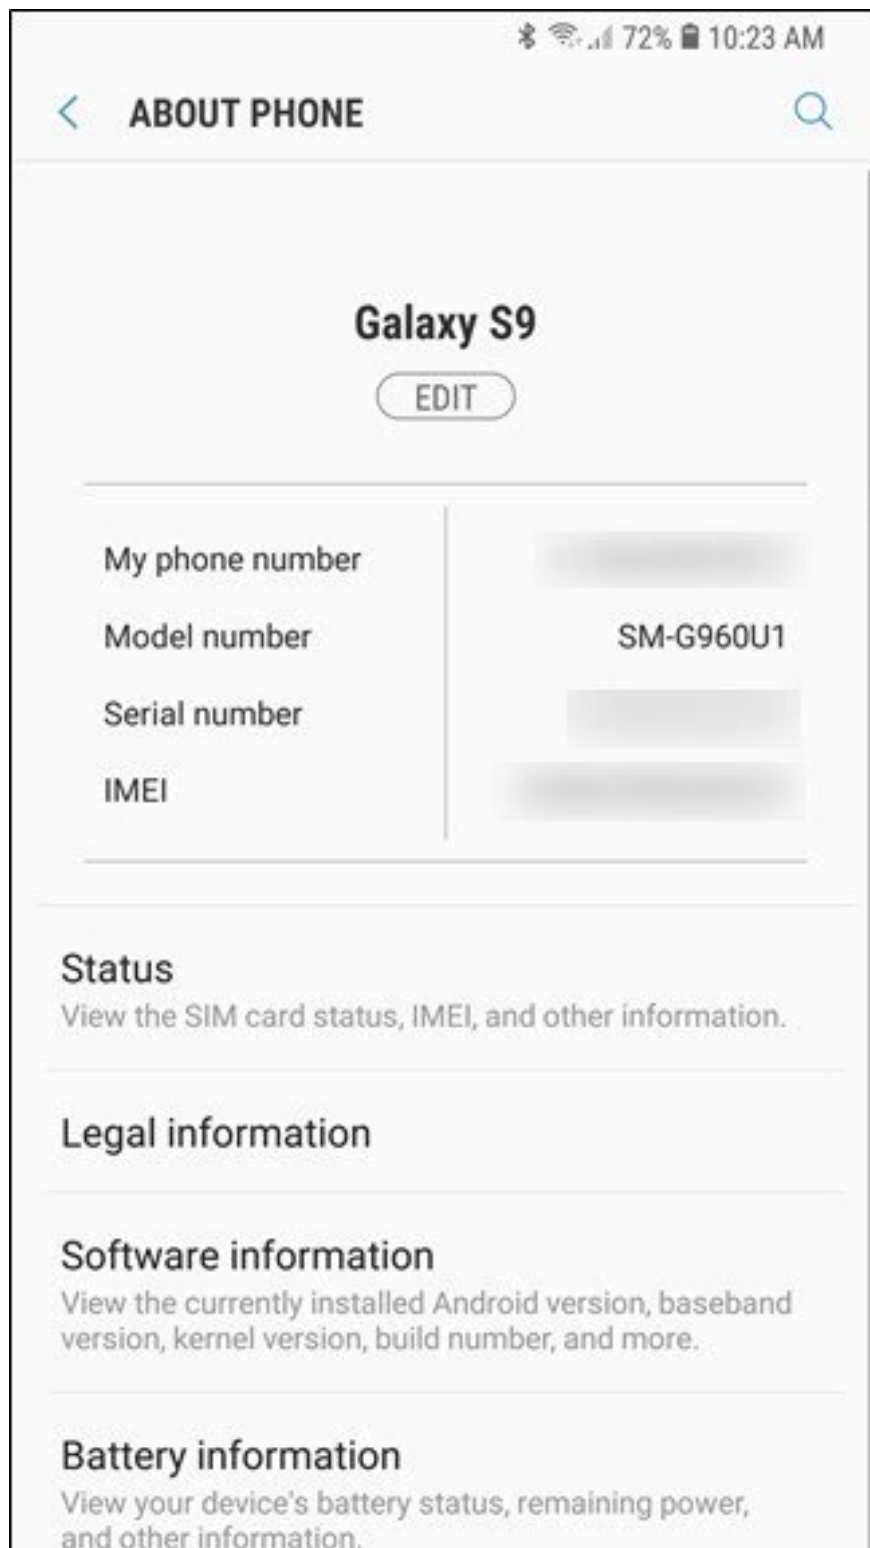 72% 10:23 AM
ABOUT PHONE
Galaxy S9
EDIT
My phone number
Model number SM-G960U1
Serial number
IMEI
Status
View the SIM card status, IMEI, and other information.
Legal information
Software information
View the currently installed Android version, baseband
version, kernel version, build number, and more.
Battery information
View your device's battery status, remaining power,
and other information.